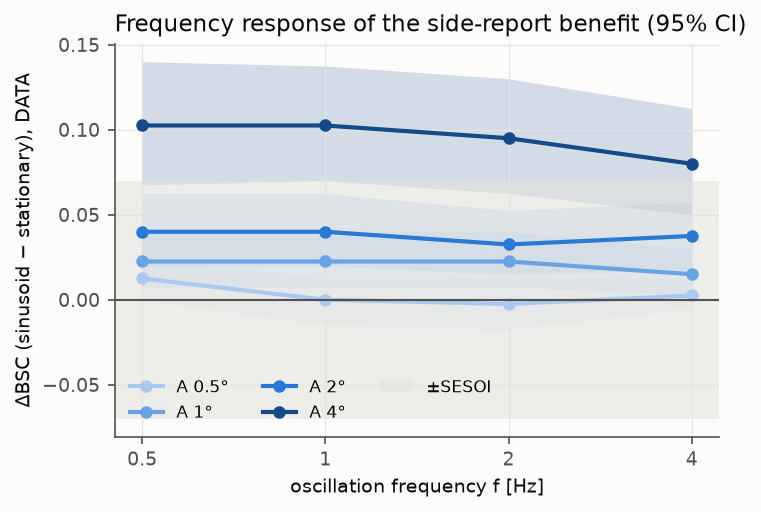 Frequency response of the side-report benefit (95% CI)
0.15
0.10
0.05
0.00
−0.05
ΔBSC (sinusoid − stationary), DATA
A 0.5°
A 2°
±SESOI
A 1°
A 4°
0.5
1
2
4
oscillation frequency f [Hz]